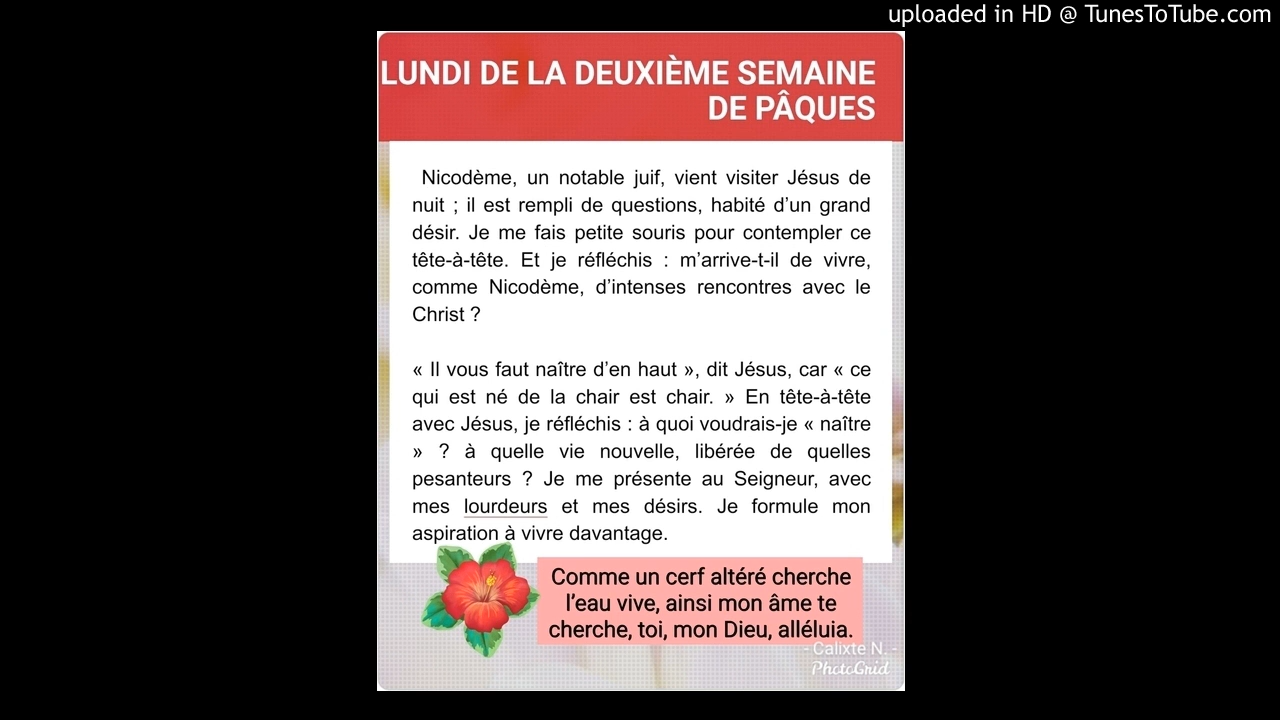 uploaded in HD @ TunesToTube.com
LUNDI DE LA DEUXIÈME SEMAINE
DE PÂQUES
Nicodème, un notable juif, vient visiter Jésus de
nuit ; il est rempli de questions, habité d’un grand
désir. Je me fais petite souris pour contempler ce
tête-à-tête. Et je réfléchis : m’arrive-t-il de vivre,
comme Nicodème, d’intenses rencontres avec le
Christ ?
« Il vous faut naître d’en haut », dit Jésus, car « ce
qui est né de la chair est chair. » En tête-à-tête
avec Jésus, je réfléchis : à quoi voudrais-je « naître
» ? à quelle vie nouvelle, libérée de quelles
pesanteurs ? Je me présente au Seigneur, avec
mes lourdeurs et mes désirs. Je formule mon
aspiration à vivre davantage.
Comme un cerf altéré cherche
l’eau vive, ainsi mon âme te
cherche, toi, mon Dieu, alléluia.
- Calixte N. -
PhotoGrid